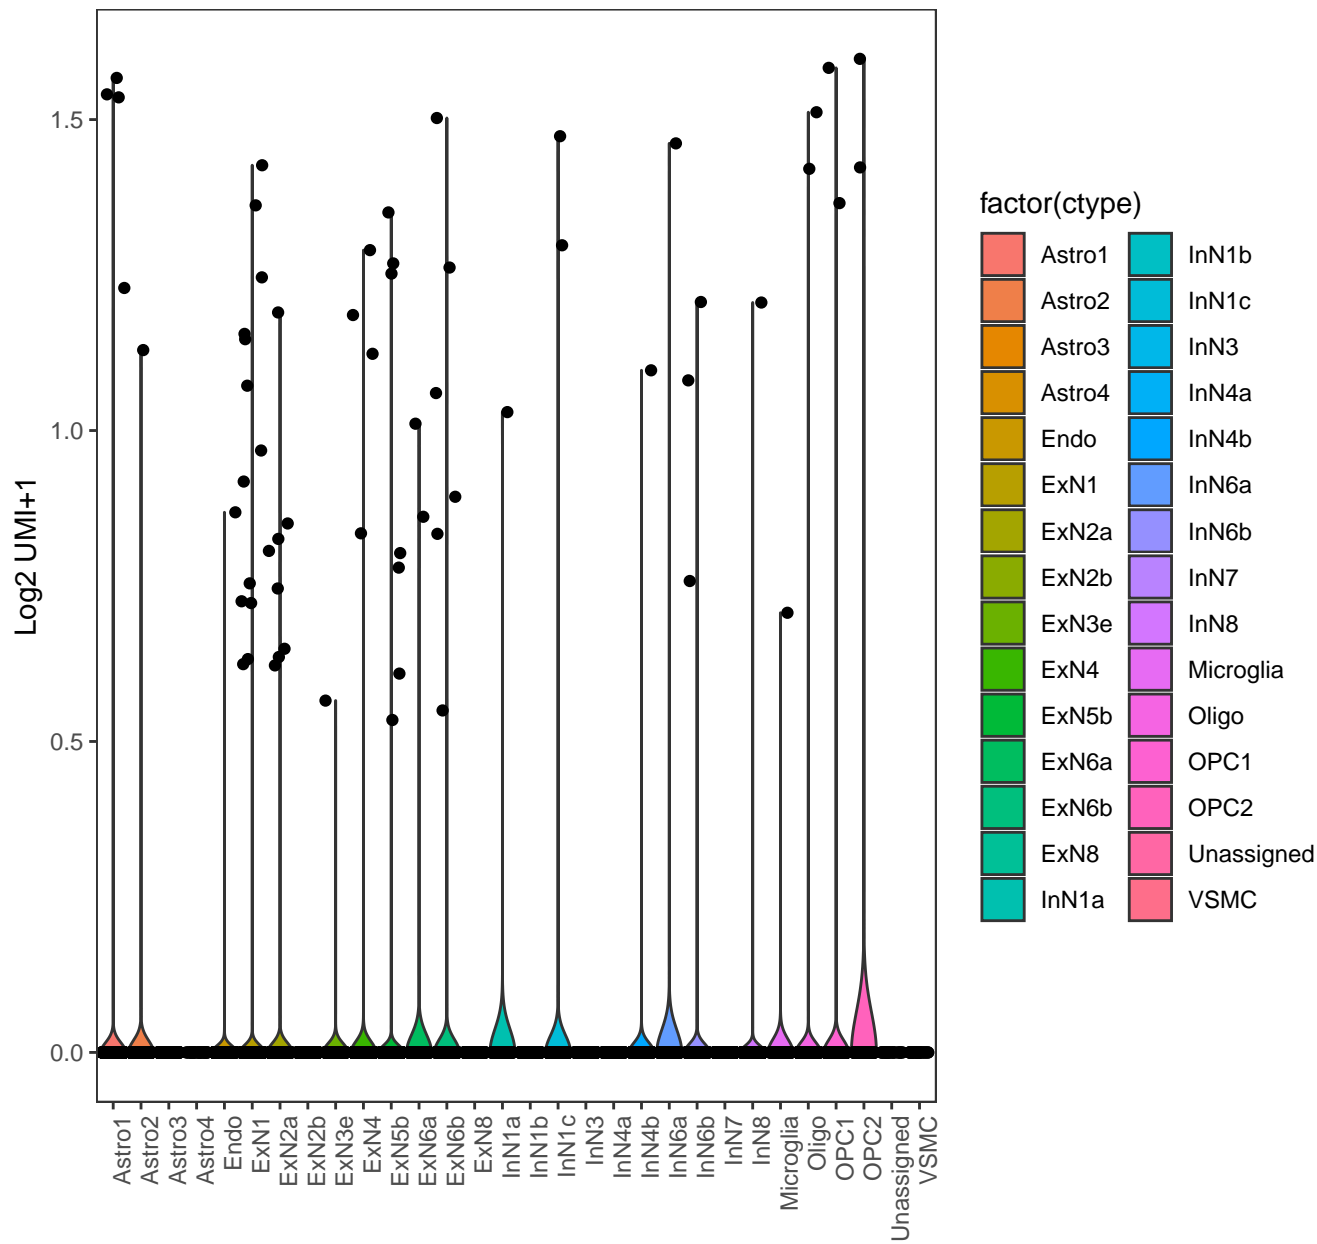 1.5
1.0
0.5
0.0
Log2 UMI+1
Astro1
Astro2
Astro3
Astro4
Endo
ExN1
ExN2a
ExN2b
ExN3e
ExN4
ExN5b
ExN6a
ExN6b
ExN8
InN1a
InN1b
InN1c
InN3
InN4a
InN4b
InN6a
InN6b
InN7
InN8
Microglia
Oligo
OPC1
OPC2
Unassigned
VSMC
factor(ctype)
Astro1
Astro2
Astro3
Astro4
Endo
ExN1
ExN2a
ExN2b
ExN3e
ExN4
ExN5b
ExN6a
ExN6b
ExN8
InN1a
InN1b
InN1c
InN3
InN4a
InN4b
InN6a
InN6b
InN7
InN8
Microglia
Oligo
OPC1
OPC2
Unassigned
VSMC